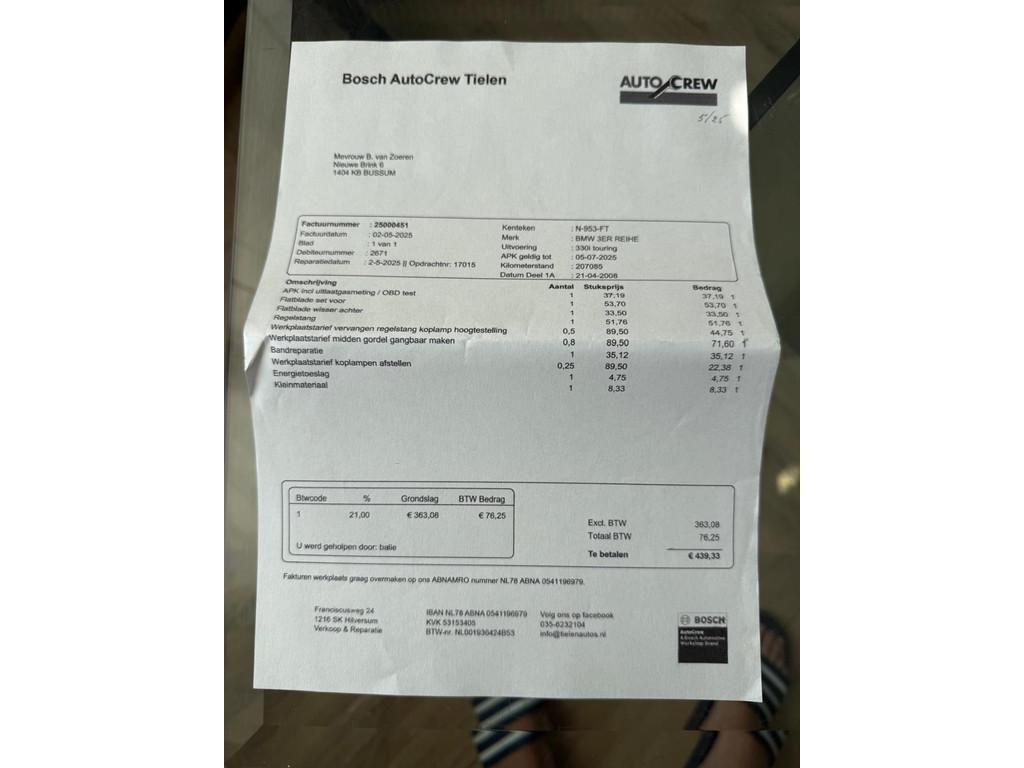 Bosch AutoCrew Tielen
AUTO CREW
5/25
Mevrouw B. van Zoeren
Nieuwe Brink 6
1404 KB BUSSUM
Factuurnummer : 25000451
Factuurdatum : 02-05-2025
Blad : 1 van 1
Debiteurnummer : 2671
Reparatiedatum : 2-5-2025 || Opdrachtnr: 17015
Kenteken : N-953-FT
Merk : BMW 3ER REIHE
Uitvoering : 330i touring
APK geldig tot : 05-07-2025
Kilometerstand : 207085
Datum Deel 1A : 21-04-2008
Omschrijving Aantal Stuksprijs Bedrag
APK incl uitlaatgasmeting / OBD test 1 37,19 37,19 1
Flatblade set voor 1 53,70 53,70 1
Flatblade wisser achter 1 33,50 33,50 1
Regelstang 1 51,76 51,76 1
Werkplaatstarief vervangen regelstang koplamp hoogtestelling 0,5 89,50 44,75 1
Werkplaatstarief midden gordel gangbaar maken 0,8 89,50 71,60 1
Bandreparatie 1 35,12 35,12 1
Werkplaatstarief koplampen afstellen 0,25 89,50 22,38 1
Energietoeslag 1 4,75 4,75 1
Kleinmateriaal 1 8,33 8,33 1
Btwcode % Grondslag BTW Bedrag
1 21,00 € 363,08 € 76,25
U werd geholpen door: balie
Excl. BTW 363,08
Totaal BTW 76,25
Te betalen € 439,33
Fakturen werkplaats graag overmaken op ons ABNAMRO nummer NL78 ABNA 0541196979.
Franciscusweg 24
1216 SK Hilversum
Verkoop & Reparatie
IBAN NL78 ABNA 0541196979
KVK 53153405
BTW-nr. NL001930424B53
Volg ons op facebook
035-6232104
info@tielenautos.nl
BOSCH
AutoCrew
A Bosch Automotive
Workshop Brand